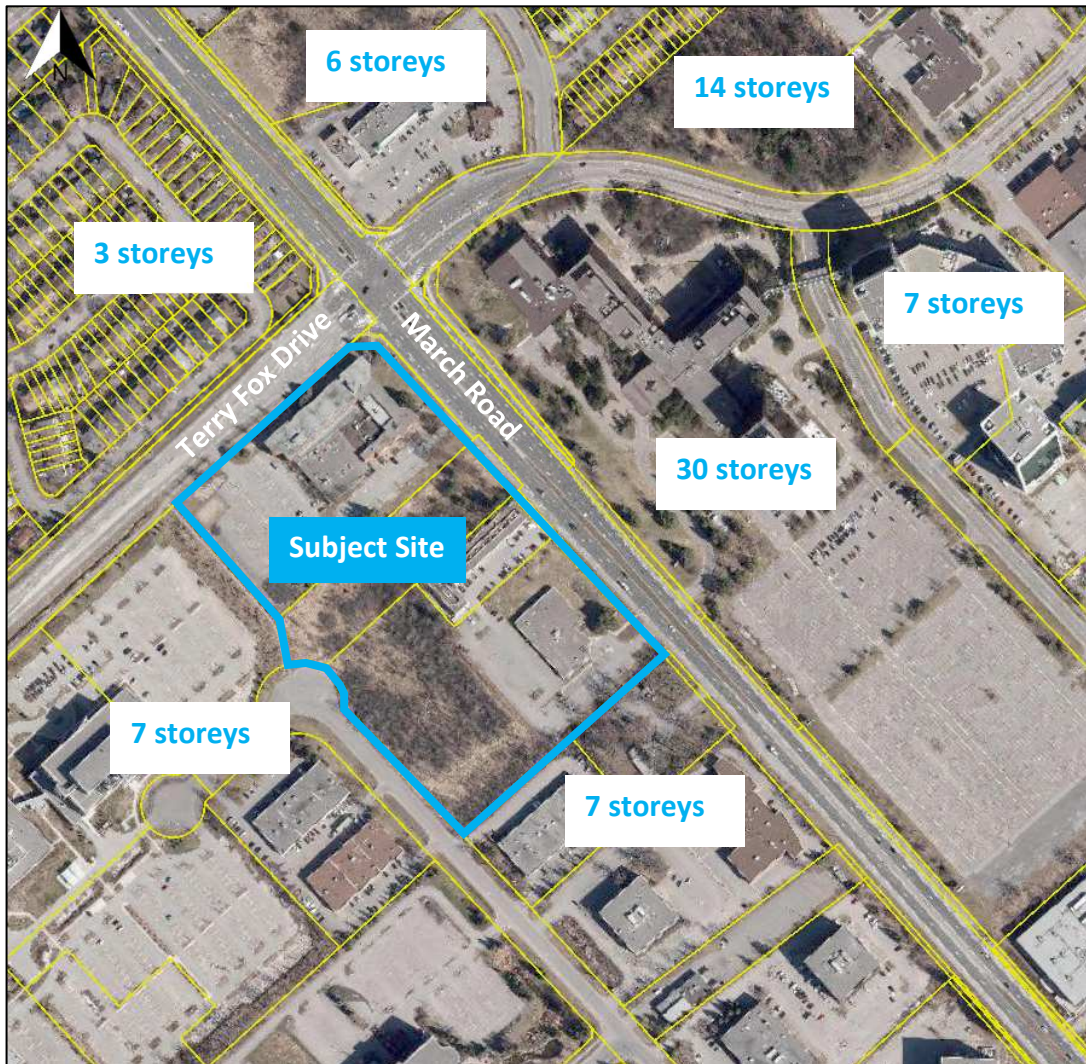 N
6 storeys
14 storeys
3 storeys
7 storeys
Terry Fox Drive
March Road
30 storeys
Subject Site
7 storeys
7 storeys